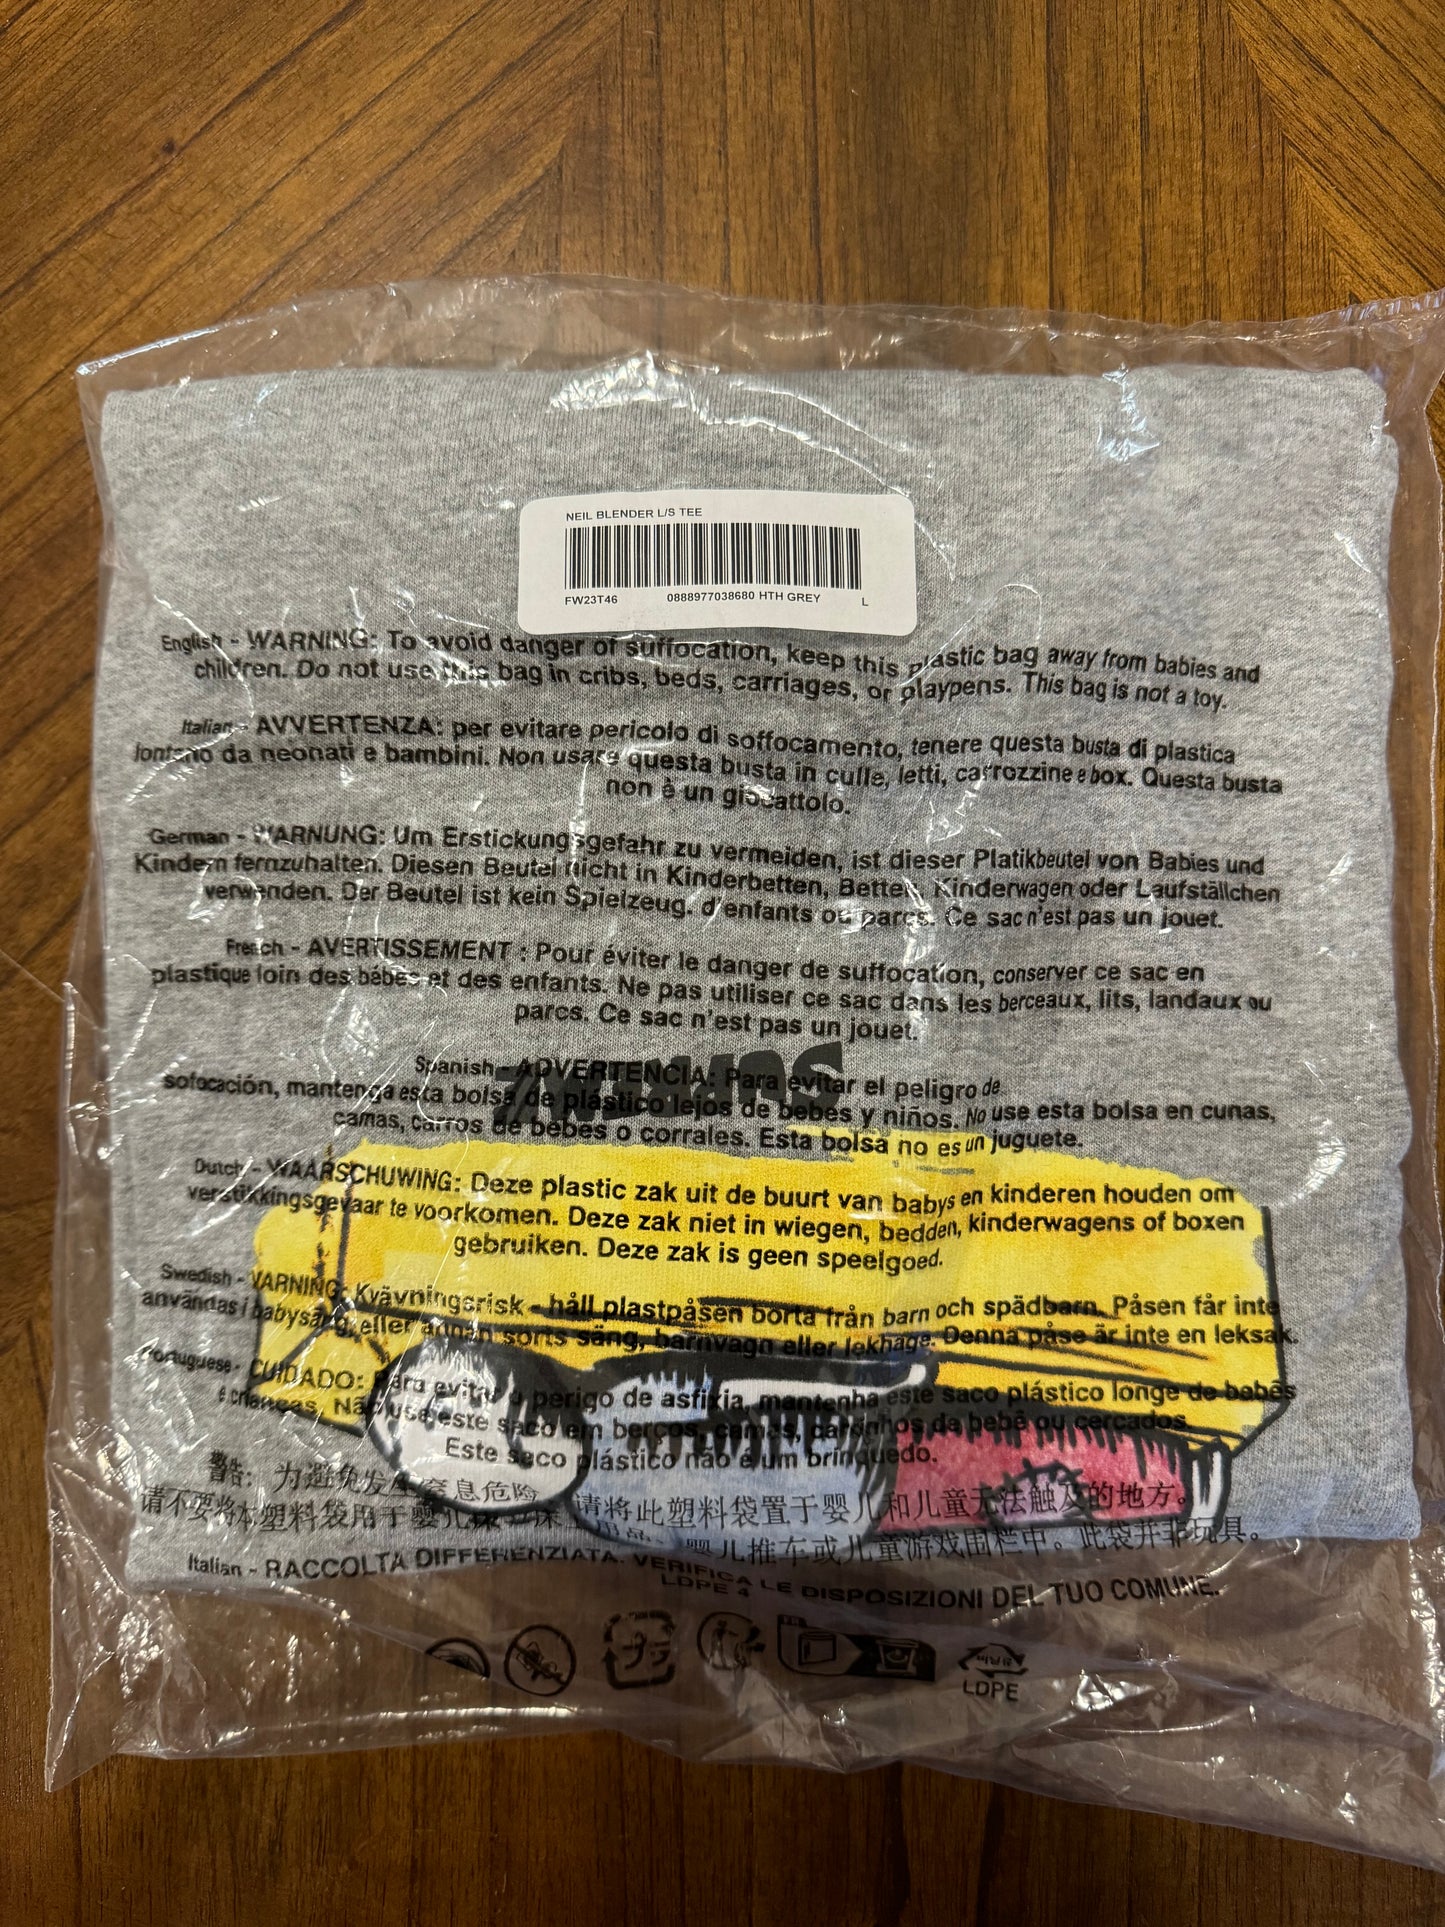 NEIL BLENDER L/S TEE
FW23T46 0888977038680 HTH GREY L
English - WARNING: To avoid danger of suffocation, keep this plastic bag away from babies and
children. Do not use this bag in cribs, beds, carriages, or playpens. This bag is not a toy.
Italian - AVVERTENZA: per evitare pericolo di soffocamento, tenere questa busta di plastica
lontano da neonati e bambini. Non usare questa busta in culle, letti, carrozzine e box. Questa busta
non è un giocattolo.
German - WARNUNG: Um Erstickungsgefahr zu vermeiden, ist dieser Platikbeutel von Babies und
Kindern fernzuhalten. Diesen Beutel nicht in Kinderbetten, Betten, Kinderwagen oder Laufställchen
verwenden. Der Beutel ist kein Spielzeug. d'enfants ou parcs. Ce sac n'est pas un jouet.
French - AVERTISSEMENT : Pour éviter le danger de suffocation, conserver ce sac en
plastique loin des bébés et des enfants. Ne pas utiliser ce sac dans les berceaux, lits, landaux ou
parcs. Ce sac n'est pas un jouet.
Spanish - ADVERTENCIA: Para evitar el peligro de
sofocación, mantenga esta bolsa de plástico lejos de bebes y niños. No use esta bolsa en cunas,
camas, carros de bebes o corrales. Esta bolsa no es un juguete.
Dutch - WAARSCHUWING: Deze plastic zak uit de buurt van babys en kinderen houden om
verstikkingsgevaar te voorkomen. Deze zak niet in wiegen, bedden, kinderwagens of boxen
gebruiken. Deze zak is geen speelgoed.
Swedish - VARNING: Kvävningsrisk - håll plastpåsen borta från barn och spädbarn. Påsen får inte
användas i babysäng, eller annan sorts säng, barnvagn eller lekhage. Denna påse är inte en leksak.
Portuguese - CUIDADO: Para evitar o perigo de asfixia, mantenha este saco plástico longe de bebês
e crianças. Não use este saco em berços, camas, carrinhos de bebê ou cercados.
Este saco plástico não é um brinquedo.
警告: 为避免发生窒息危险 请将此塑料袋置于婴儿和儿童无法触及的地方。
请不要将本塑料袋用于婴儿床 床上用品、婴儿推车或儿童游戏围栏中。此袋并非玩具。
Italian - RACCOLTA DIFFERENZIATA. VERIFICA LE DISPOSIZIONI DEL TUO COMUNE.
LDPE 4
LDPE